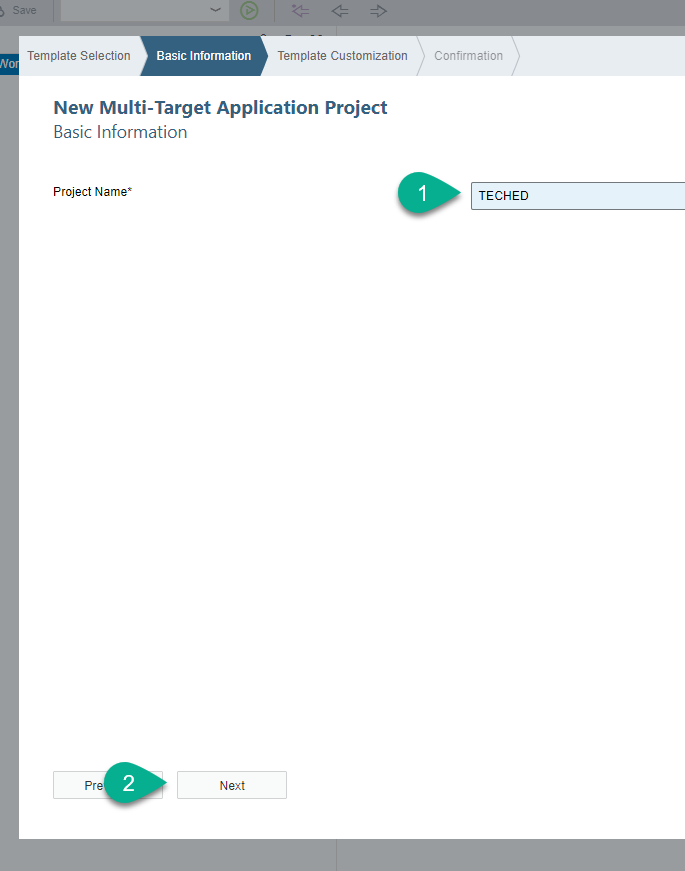 Save
Wor
Template Selection
Basic Information
Template Customization
Confirmation
New Multi-Target Application Project
Basic Information
Project Name*
1
TECHED
Pre
2
Next